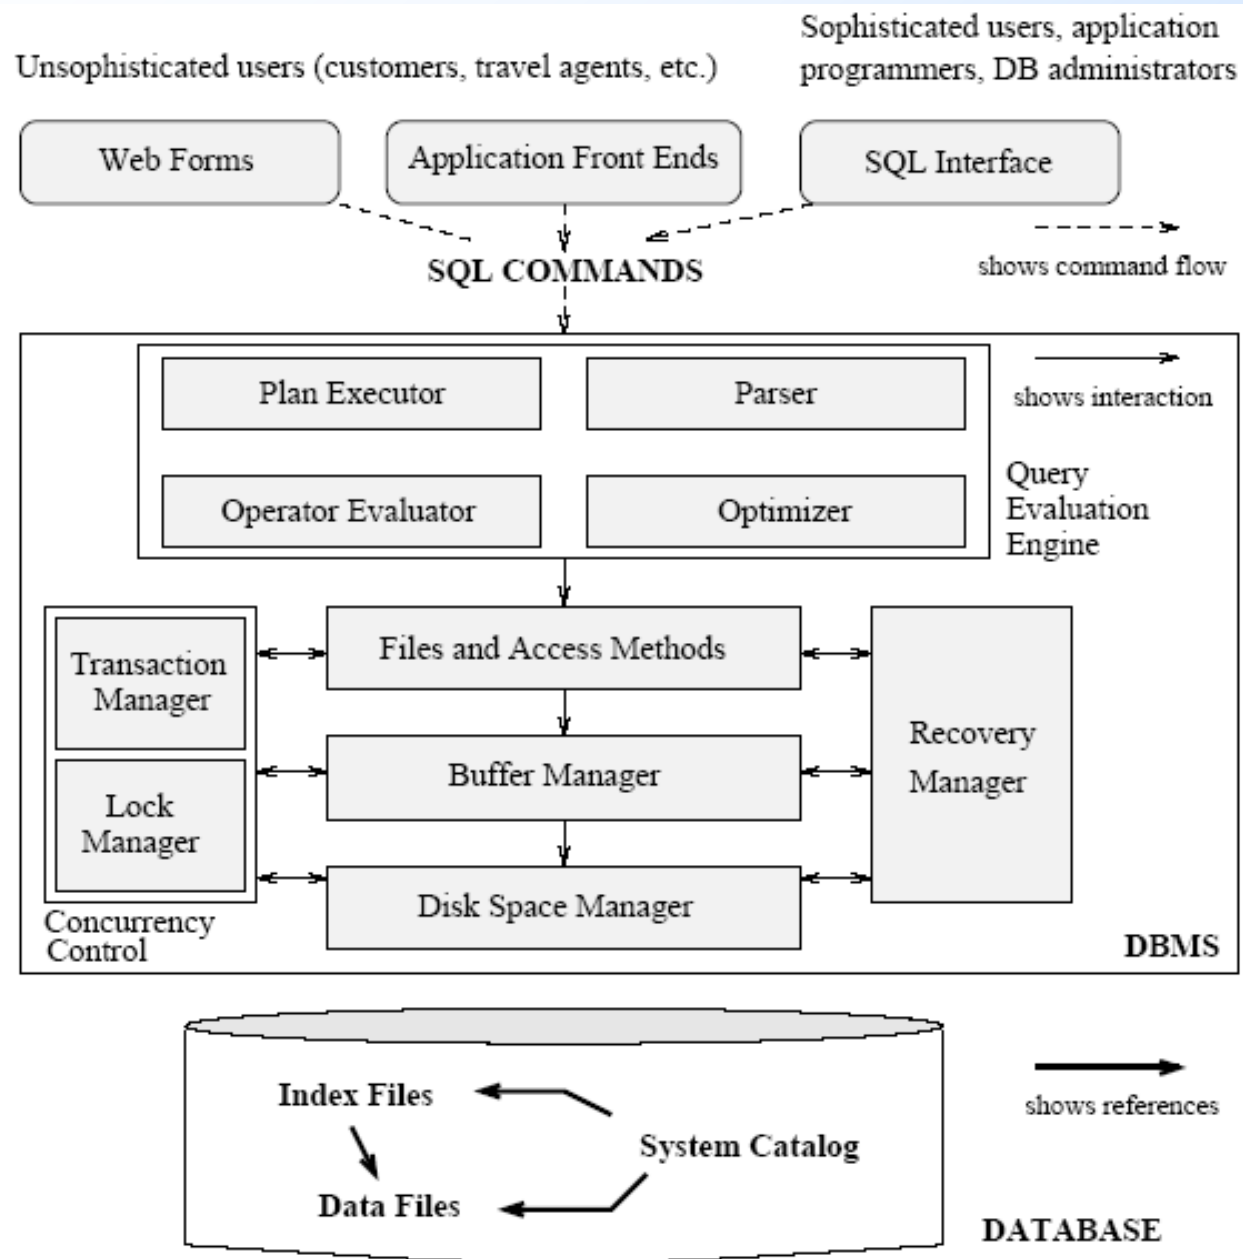 Unsophisticated users (customers, travel agents, etc.)
Sophisticated users, application
programmers, DB administrators
Web Forms
Application Front Ends
SQL Interface
SQL COMMANDS
shows command flow
Plan Executor
Parser
shows interaction
Operator Evaluator
Optimizer
Query
Evaluation
Engine
Transaction
Manager
Files and Access Methods
Recovery
Manager
Buffer Manager
Lock
Manager
Disk Space Manager
Concurrency
Control
DBMS
Index Files
shows references
System Catalog
Data Files
DATABASE